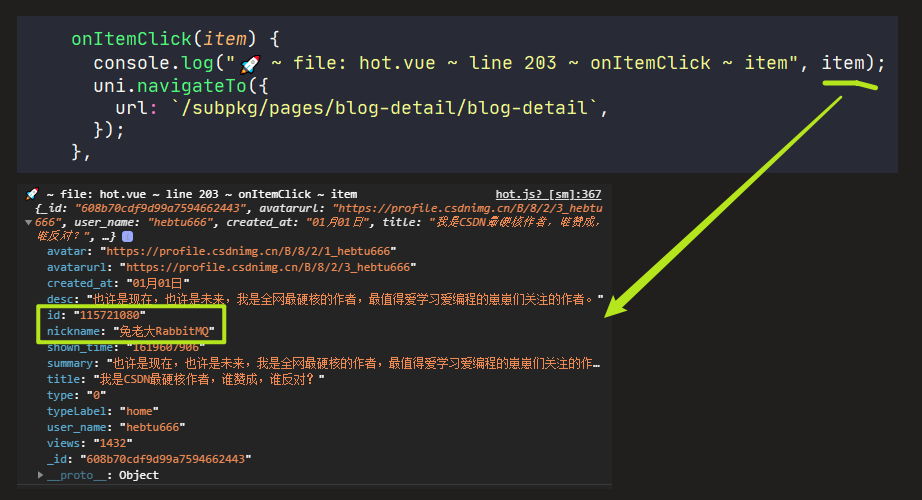 onItemClick(item) {
console.log("🚀 ~ file: hot.vue ~ line 203 ~ onItemClick ~ item", item);
uni.navigateTo({
url: `/subpkg/pages/blog-detail/blog-detail`,
});
},
🚀 ~ file: hot.vue ~ line 203 ~ onItemClick ~ item hot.js? [sm]:367
{_id: "608b70cdf9d99a7594662443", avatarurl: "https://profile.csdnimg.cn/B/8/2/3_hebtu
666", user_name: "hebtu666", created_at: "01月01日", title: "我是CSDN最硬核作者，谁赞成，
谁反对？", …}
avatar: "https://profile.csdnimg.cn/B/8/2/1_hebtu666"
avatarurl: "https://profile.csdnimg.cn/B/8/2/3_hebtu666"
created_at: "01月01日"
desc: "也许是现在，也许是未来，我是全网最硬核的作者，最值得爱学习爱编程的崽崽们关注的作者。"
id: "115721080"
nickname: "兔老大RabbitMQ"
shown_time: "1619607906"
summary: "也许是现在，也许是未来，我是全网最硬核的作者，最值得爱学习爱编程的崽崽们关注的作…
title: "我是CSDN最硬核作者，谁赞成，谁反对？"
type: "0"
typeLabel: "home"
user_name: "hebtu666"
views: "1432"
_id: "608b70cdf9d99a7594662443"
__proto__: Object